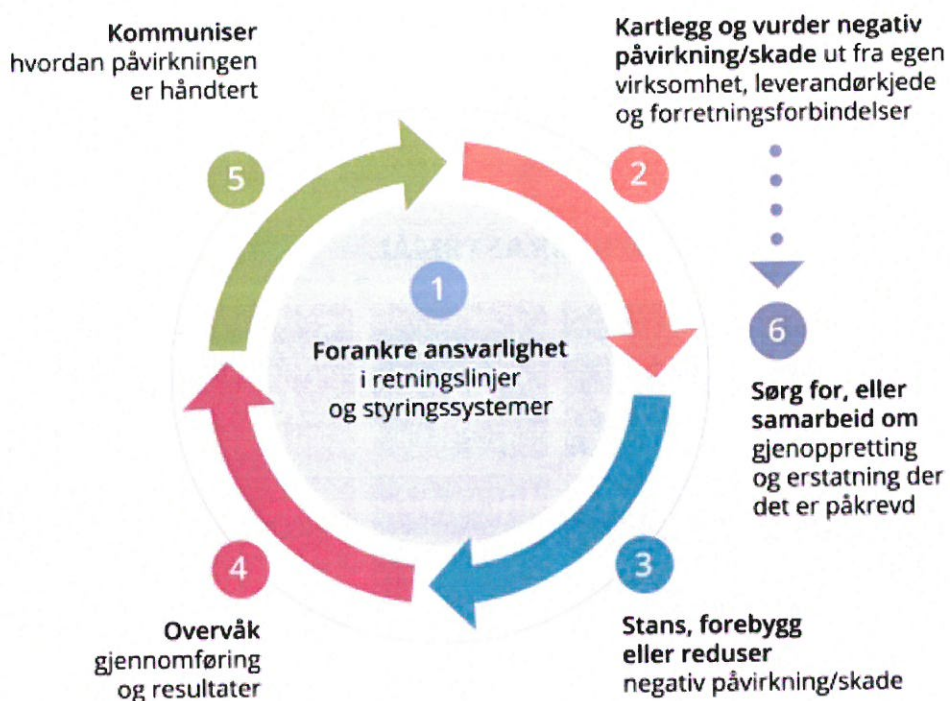 Kommuniser
hvordan påvirkningen
er håndtert
5
Kartlegg og vurder negativ
påvirkning/skade ut fra egen
virksomhet, leverandørkjede
og forretningsforbindelser
2
1
Forankre ansvarlighet
i retningslinjer
og styringssystemer
6
Sørg for, eller
samarbeid om
gjenoppretting
og erstatning der
det er påkrevd
4
Overvåk
gjennomføring
og resultater
3
Stans, forebygg
eller reduser
negativ påvirkning/skade